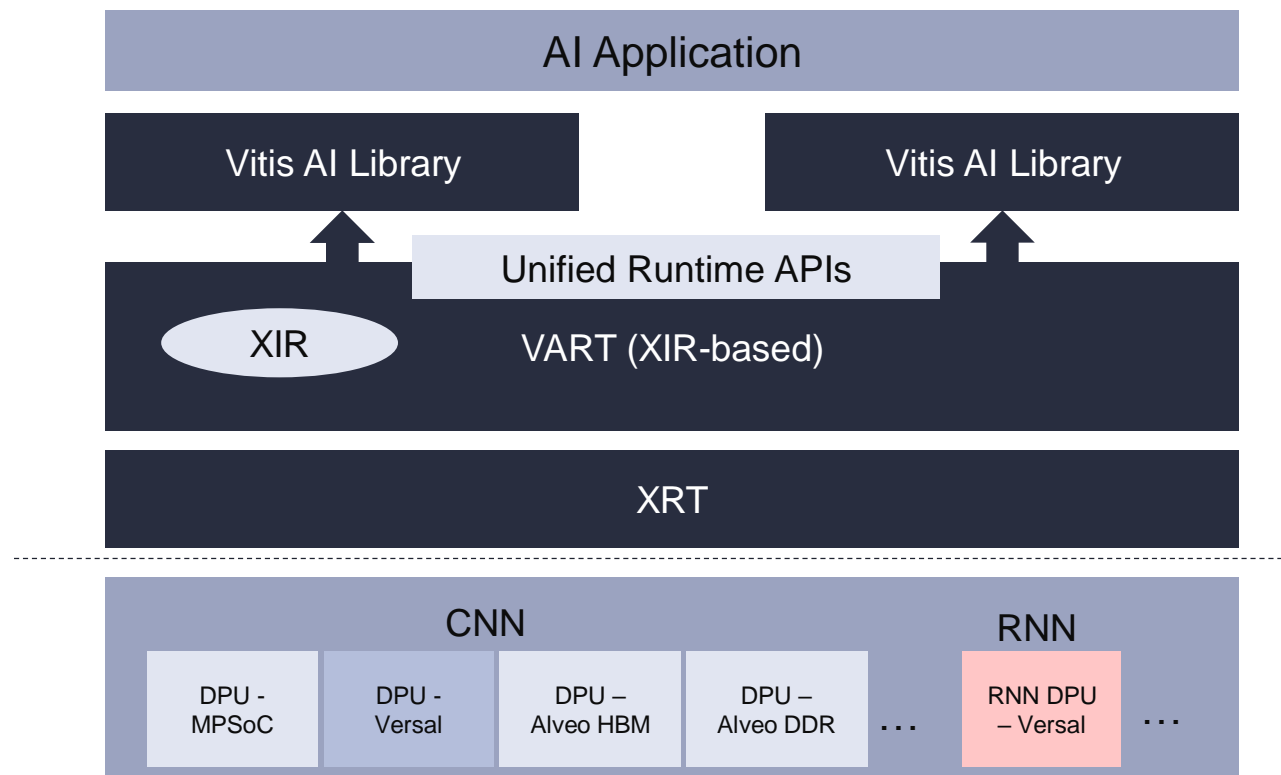 AI Application
Vitis AI Library
Vitis AI Library
Unified Runtime APIs
XIR
VART (XIR-based)
XRT
CNN
RNN
DPU -
MPSoC
DPU -
Versal
DPU –
Alveo HBM
DPU –
Alveo DDR
...
RNN DPU
– Versal
...